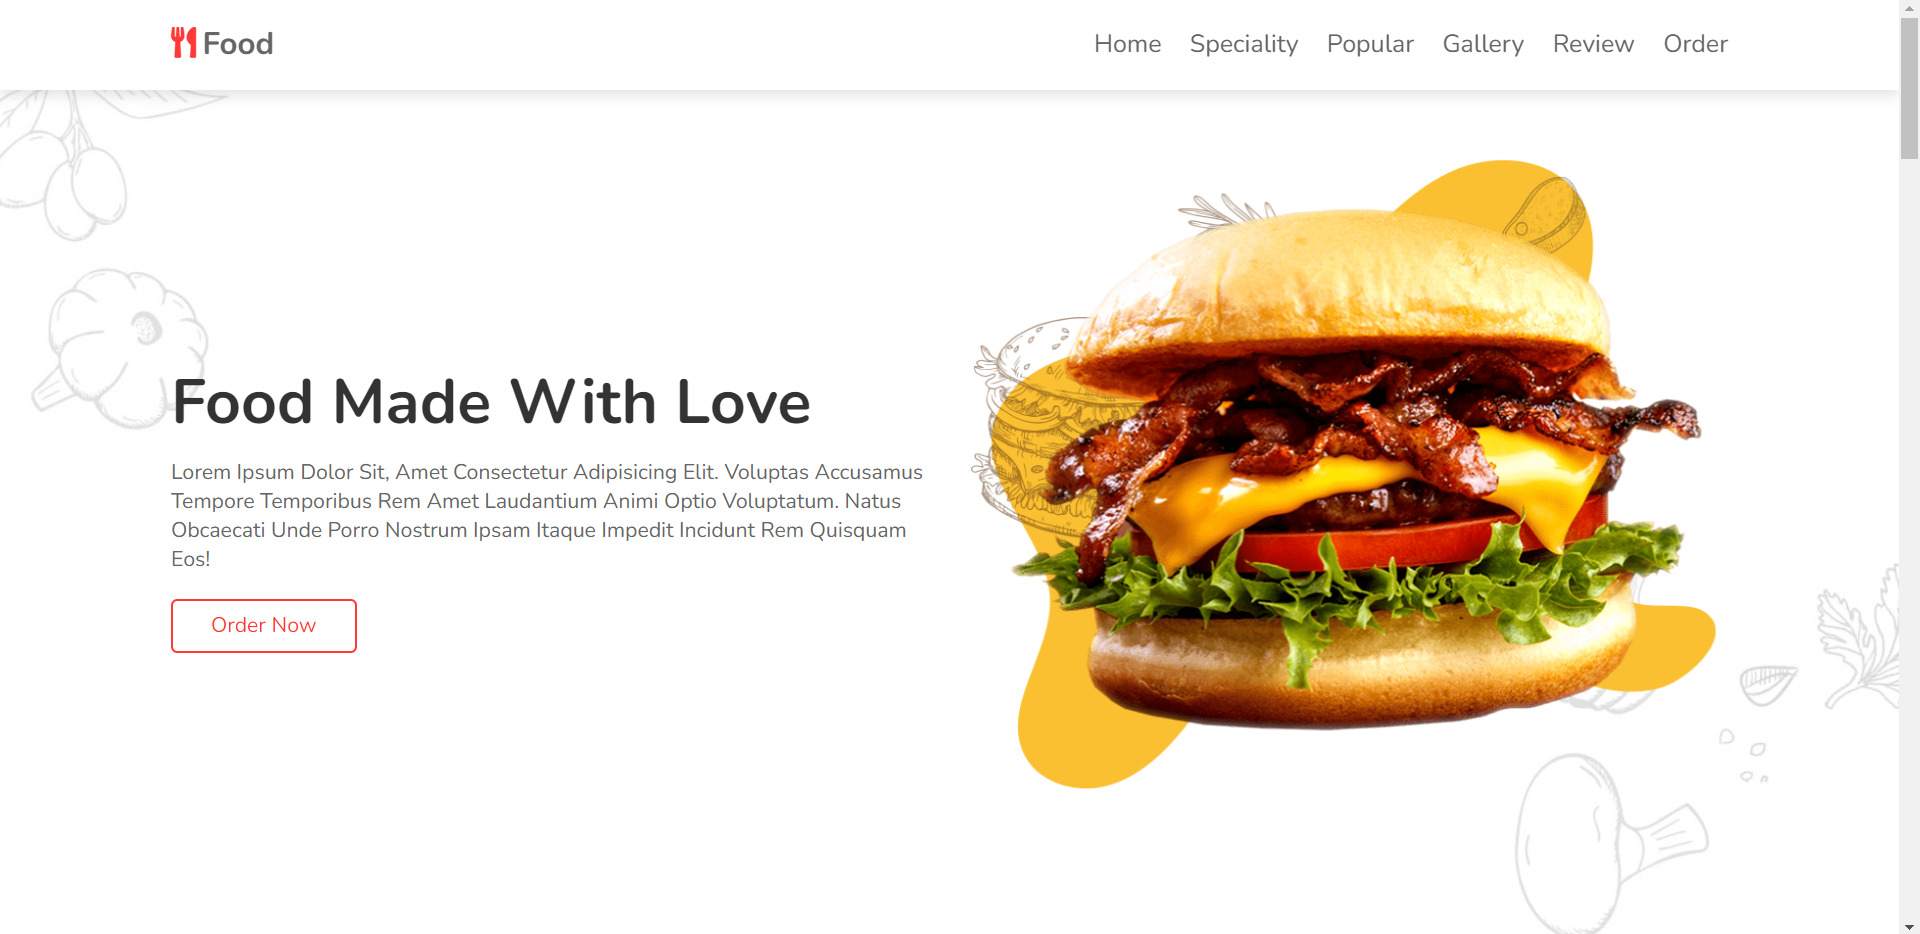 Food
Home Speciality Popular Gallery Review Order
Food Made With Love
Lorem Ipsum Dolor Sit, Amet Consectetur Adipisicing Elit. Voluptas Accusamus
Tempore Temporibus Rem Amet Laudantium Animi Optio Voluptatum. Natus
Obcaecati Unde Porro Nostrum Ipsam Itaque Impedit Incidunt Rem Quisquam
Eos!
Order Now